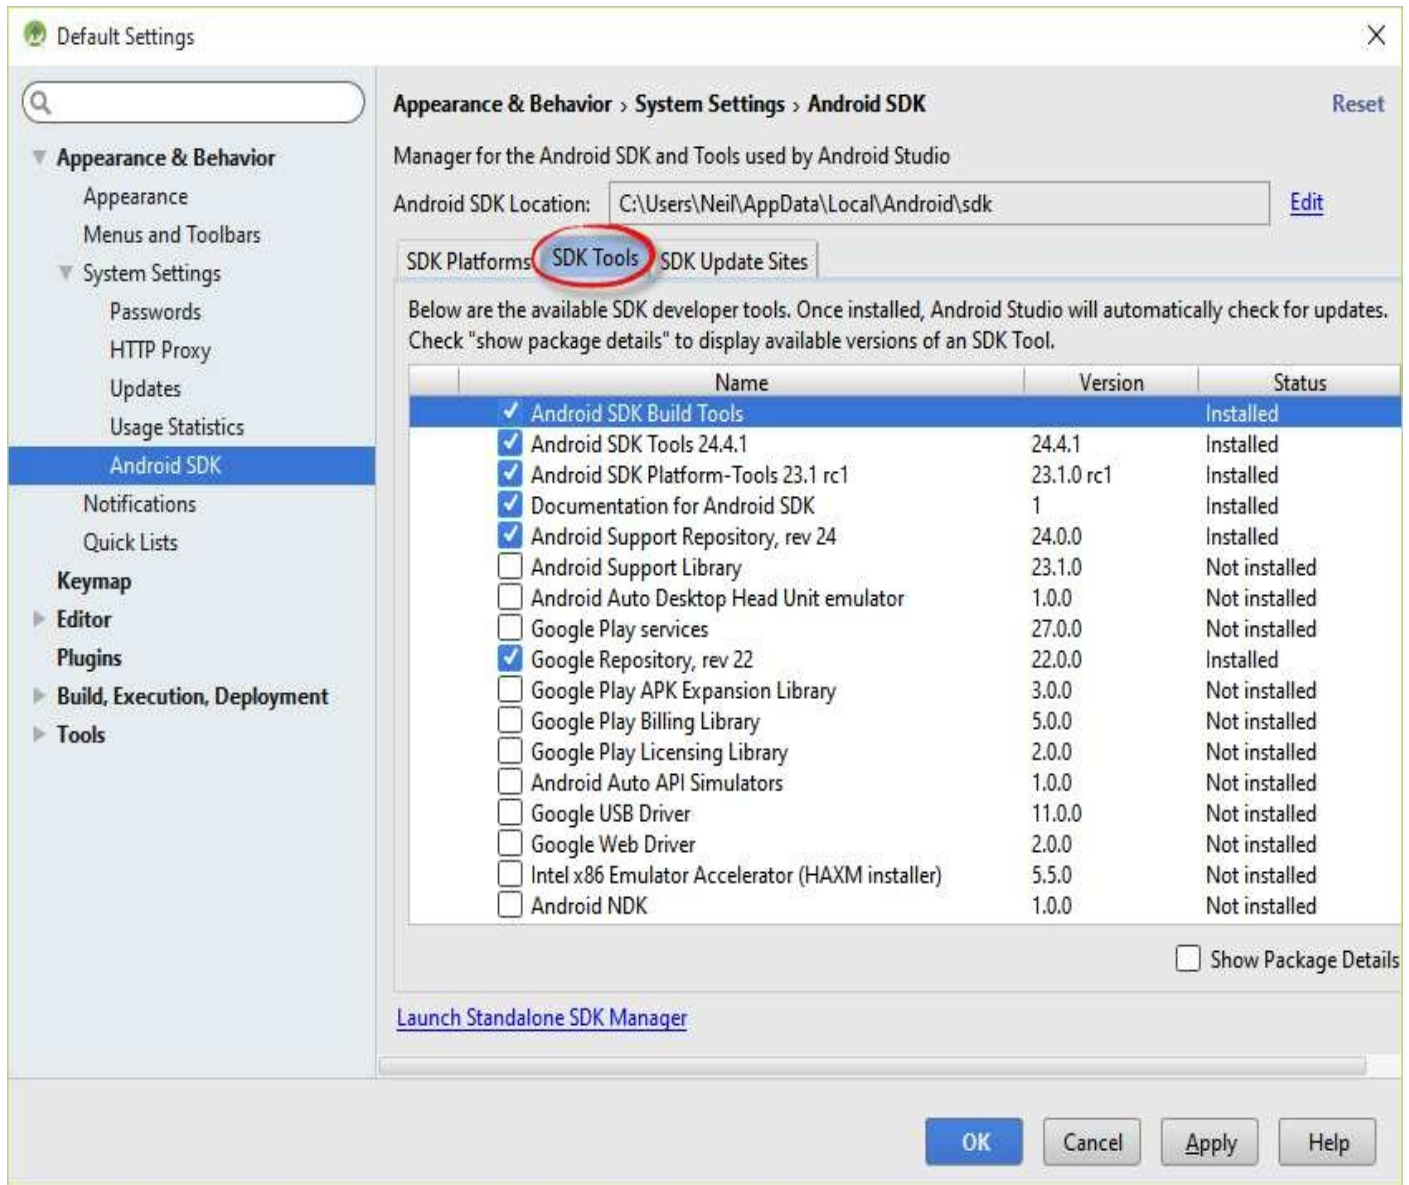 Default Settings
Appearance & Behavior
Appearance
Menus and Toolbars
System Settings
Passwords
HTTP Proxy
Updates
Usage Statistics
Android SDK
Notifications
Quick Lists
Keymap
Editor
Plugins
Build, Execution, Deployment
Tools
Appearance & Behavior › System Settings › Android SDK Reset
Manager for the Android SDK and Tools used by Android Studio
Android SDK Location: C:\Users\Neil\AppData\Local\Android\sdk Edit
SDK Platforms SDK Tools SDK Update Sites
Below are the available SDK developer tools. Once installed, Android Studio will automatically check for updates.
Check "show package details" to display available versions of an SDK Tool.
Name Version Status
Android SDK Build Tools Installed
Android SDK Tools 24.4.1 24.4.1 Installed
Android SDK Platform-Tools 23.1 rc1 23.1.0 rc1 Installed
Documentation for Android SDK 1 Installed
Android Support Repository, rev 24 24.0.0 Installed
Android Support Library 23.1.0 Not installed
Android Auto Desktop Head Unit emulator 1.0.0 Not installed
Google Play services 27.0.0 Not installed
Google Repository, rev 22 22.0.0 Installed
Google Play APK Expansion Library 3.0.0 Not installed
Google Play Billing Library 5.0.0 Not installed
Google Play Licensing Library 2.0.0 Not installed
Android Auto API Simulators 1.0.0 Not installed
Google USB Driver 11.0.0 Not installed
Google Web Driver 2.0.0 Not installed
Intel x86 Emulator Accelerator (HAXM installer) 5.5.0 Not installed
Android NDK 1.0.0 Not installed
Show Package Details
Launch Standalone SDK Manager
OK Cancel Apply Help